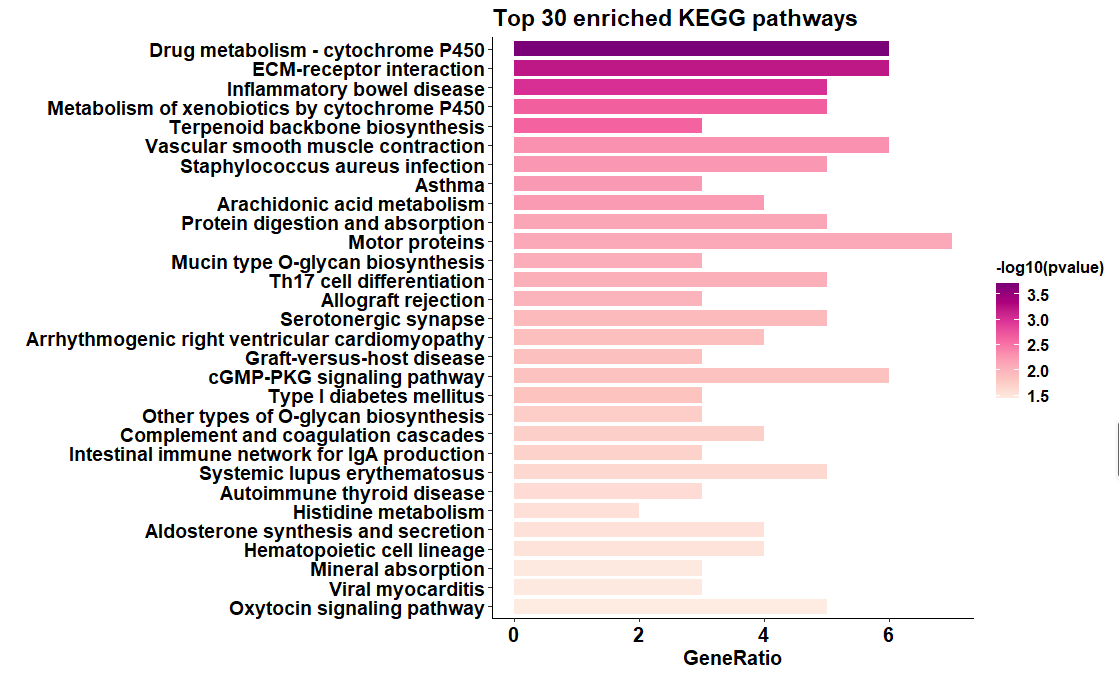 Top 30 enriched KEGG pathways
Drug metabolism - cytochrome P450
ECM-receptor interaction
Inflammatory bowel disease
Metabolism of xenobiotics by cytochrome P450
Terpenoid backbone biosynthesis
Vascular smooth muscle contraction
Staphylococcus aureus infection
Asthma
Arachidonic acid metabolism
Protein digestion and absorption
Motor proteins
Mucin type O-glycan biosynthesis
Th17 cell differentiation
Allograft rejection
Serotonergic synapse
Arrhythmogenic right ventricular cardiomyopathy
Graft-versus-host disease
cGMP-PKG signaling pathway
Type I diabetes mellitus
Other types of O-glycan biosynthesis
Complement and coagulation cascades
Intestinal immune network for IgA production
Systemic lupus erythematosus
Autoimmune thyroid disease
Histidine metabolism
Aldosterone synthesis and secretion
Hematopoietic cell lineage
Mineral absorption
Viral myocarditis
Oxytocin signaling pathway
0 2 4 6
GeneRatio
-log10(pvalue)
3.5
3.0
2.5
2.0
1.5